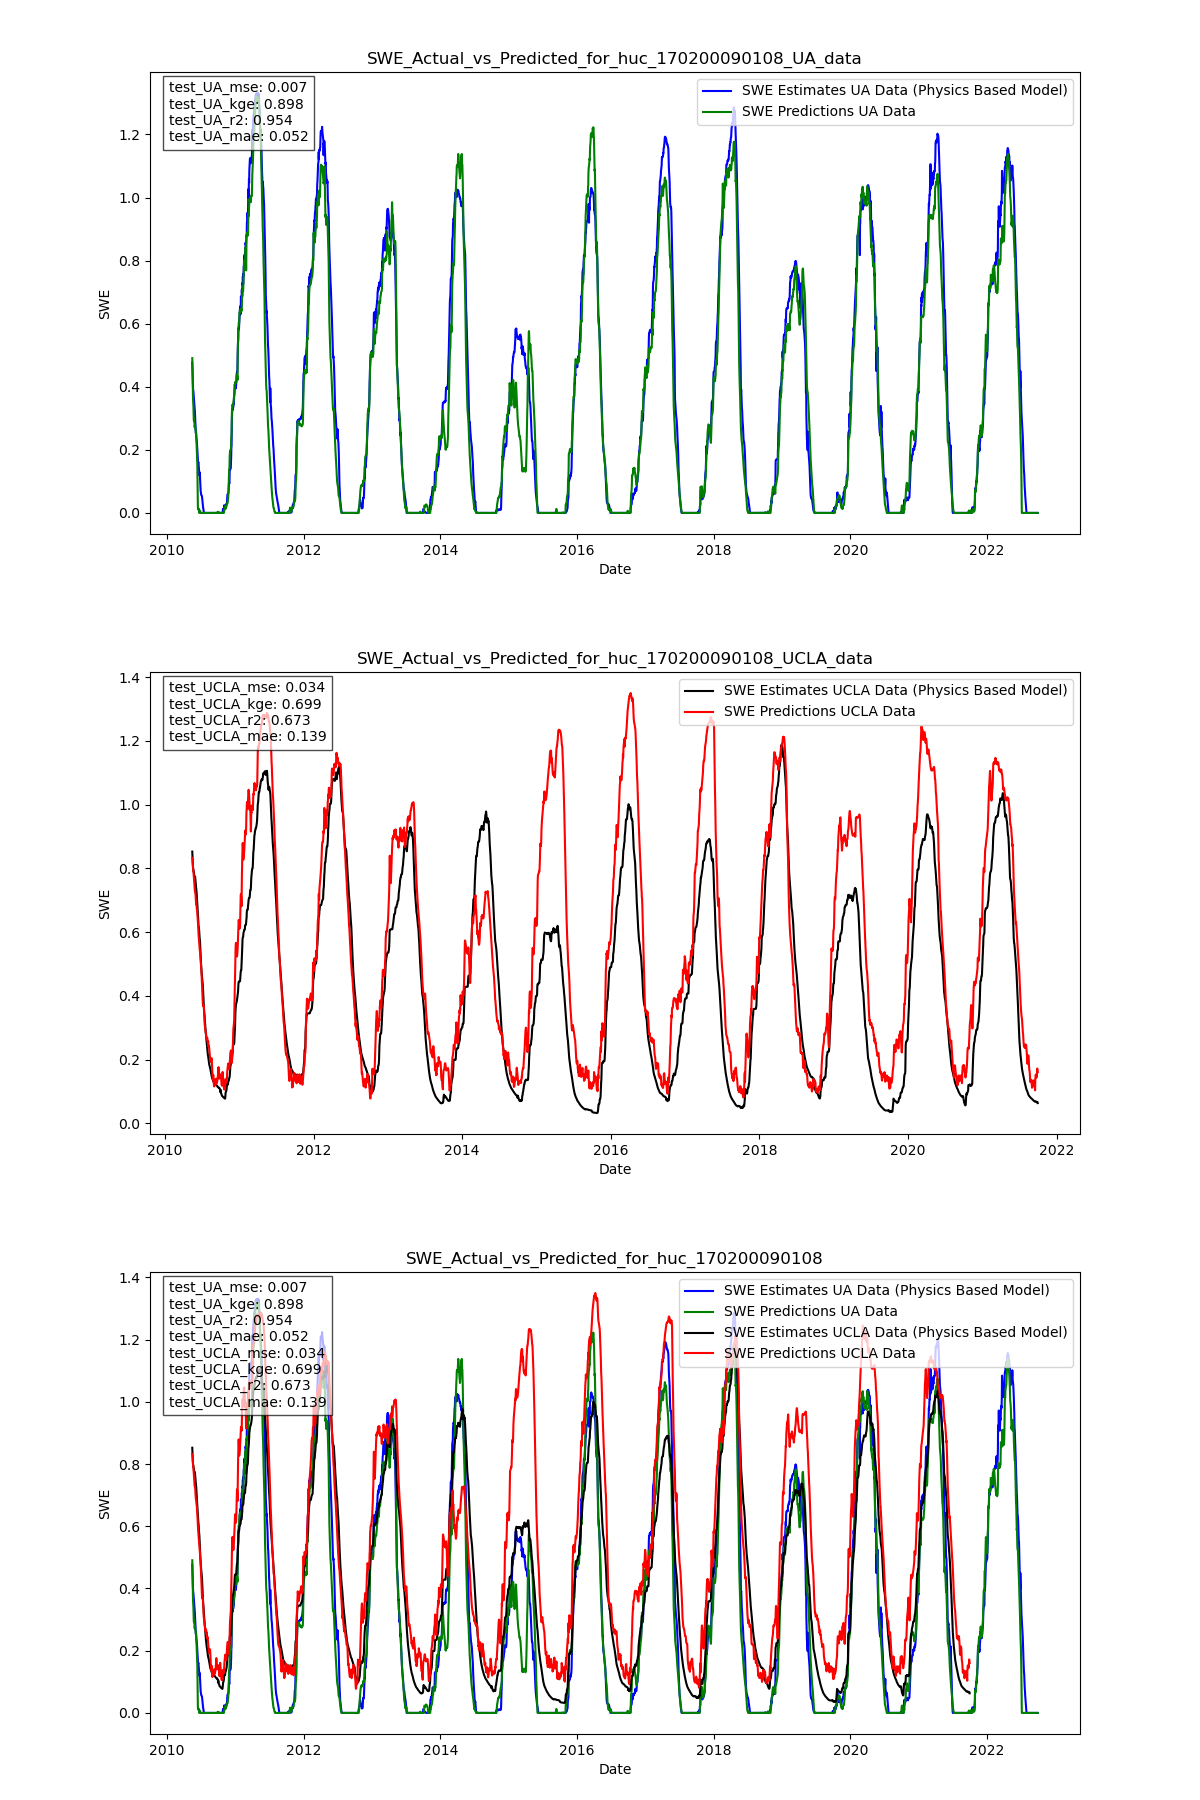 SWE_Actual_vs_Predicted_for_huc_170200090108_UA_data
test_UA_mse: 0.007
test_UA_kge: 0.898
test_UA_r2: 0.954
test_UA_mae: 0.052
SWE Estimates UA Data (Physics Based Model)
SWE Predictions UA Data
1.2
1.0
0.8
0.6
0.4
0.2
0.0
SWE
2010 2012 2014 2016 2018 2020 2022
Date
SWE_Actual_vs_Predicted_for_huc_170200090108_UCLA_data
test_UCLA_mse: 0.034
test_UCLA_kge: 0.699
test_UCLA_r2: 0.673
test_UCLA_mae: 0.139
SWE Estimates UCLA Data (Physics Based Model)
SWE Predictions UCLA Data
1.4
1.2
1.0
0.8
0.6
0.4
0.2
0.0
SWE
2010 2012 2014 2016 2018 2020 2022
Date
SWE_Actual_vs_Predicted_for_huc_170200090108
test_UA_mse: 0.007
test_UA_kge: 0.898
test_UA_r2: 0.954
test_UA_mae: 0.052
test_UCLA_mse: 0.034
test_UCLA_kge: 0.699
test_UCLA_r2: 0.673
test_UCLA_mae: 0.139
SWE Estimates UA Data (Physics Based Model)
SWE Predictions UA Data
SWE Estimates UCLA Data (Physics Based Model)
SWE Predictions UCLA Data
1.4
1.2
1.0
0.8
0.6
0.4
0.2
0.0
SWE
2010 2012 2014 2016 2018 2020 2022
Date